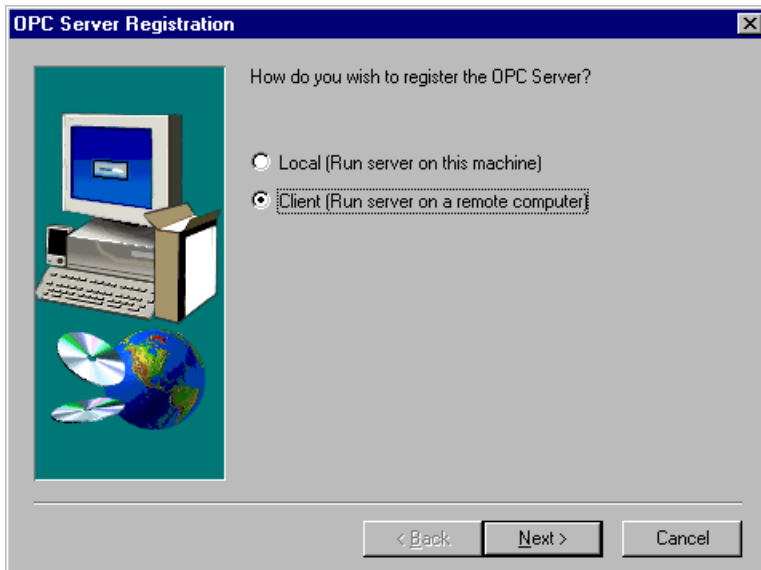 OPC Server Registration
How do you wish to register the OPC Server?
Local (Run server on this machine)
Client (Run server on a remote computer)
< Back
Next >
Cancel